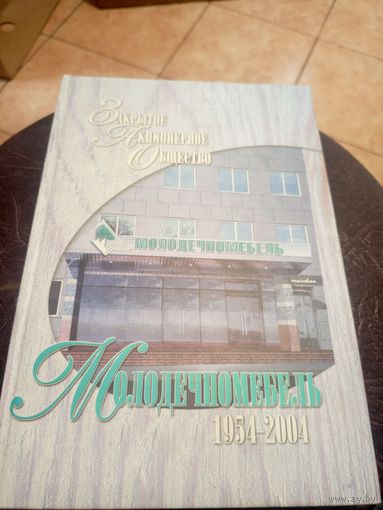 Закрытое
Акционерное
Общество
МОЛОДЕЧНОМЕБЕЛЬ
Молодечномебель
1954-2004
www.ay.by